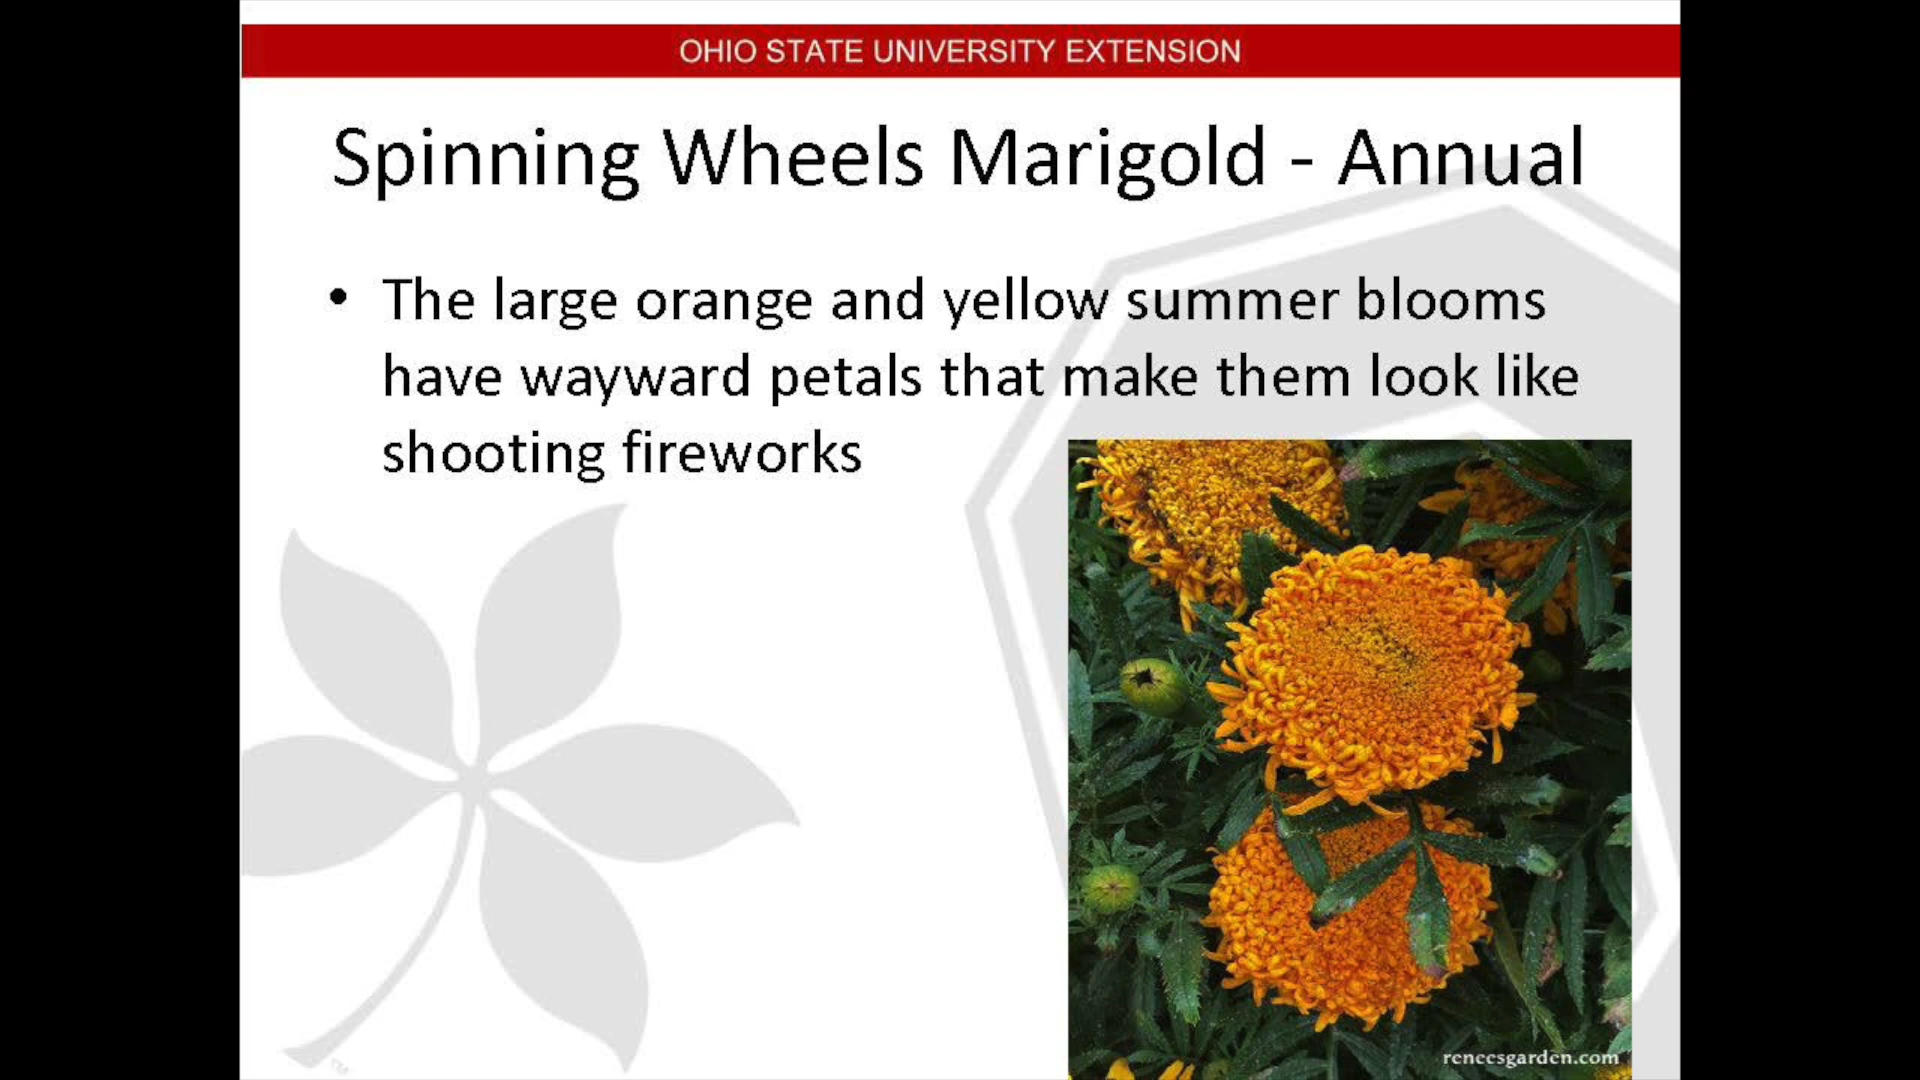 OHIO STATE UNIVERSITY EXTENSION
Spinning Wheels Marigold - Annual
• The large orange and yellow summer blooms
have wayward petals that make them look like
shooting fireworks
reneesgarden.com
TM